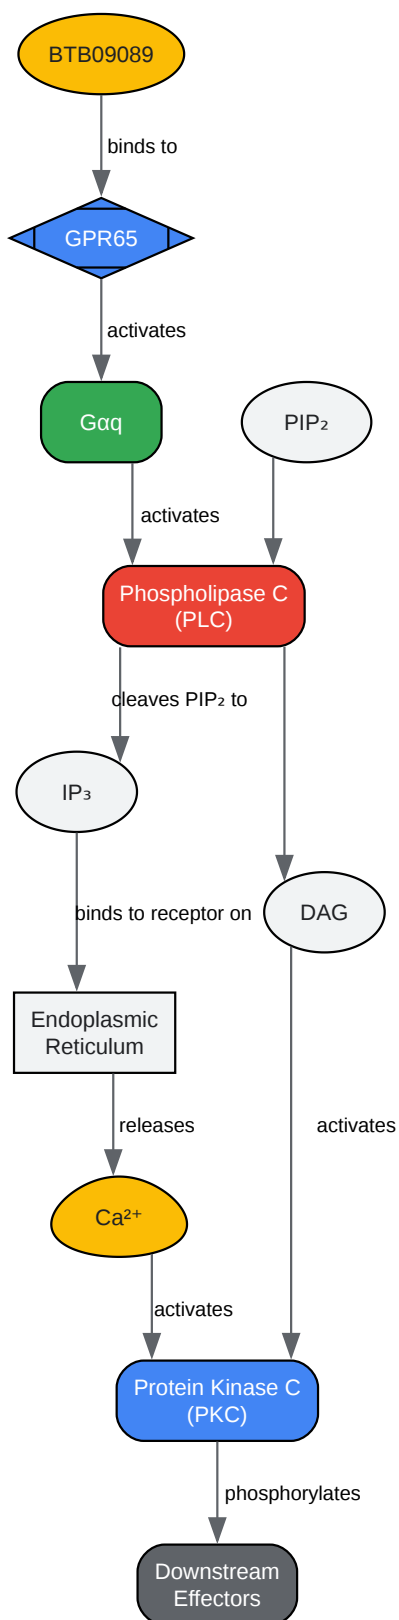 BTB09089
binds to
GPR65
activates
Gαq
PIP₂
activates
Phospholipase C
(PLC)
cleaves PIP₂ to
IP₃
DAG
binds to receptor on
Endoplasmic
Reticulum
releases
activates
Ca²⁺
activates
Protein Kinase C
(PKC)
phosphorylates
Downstream
Effectors